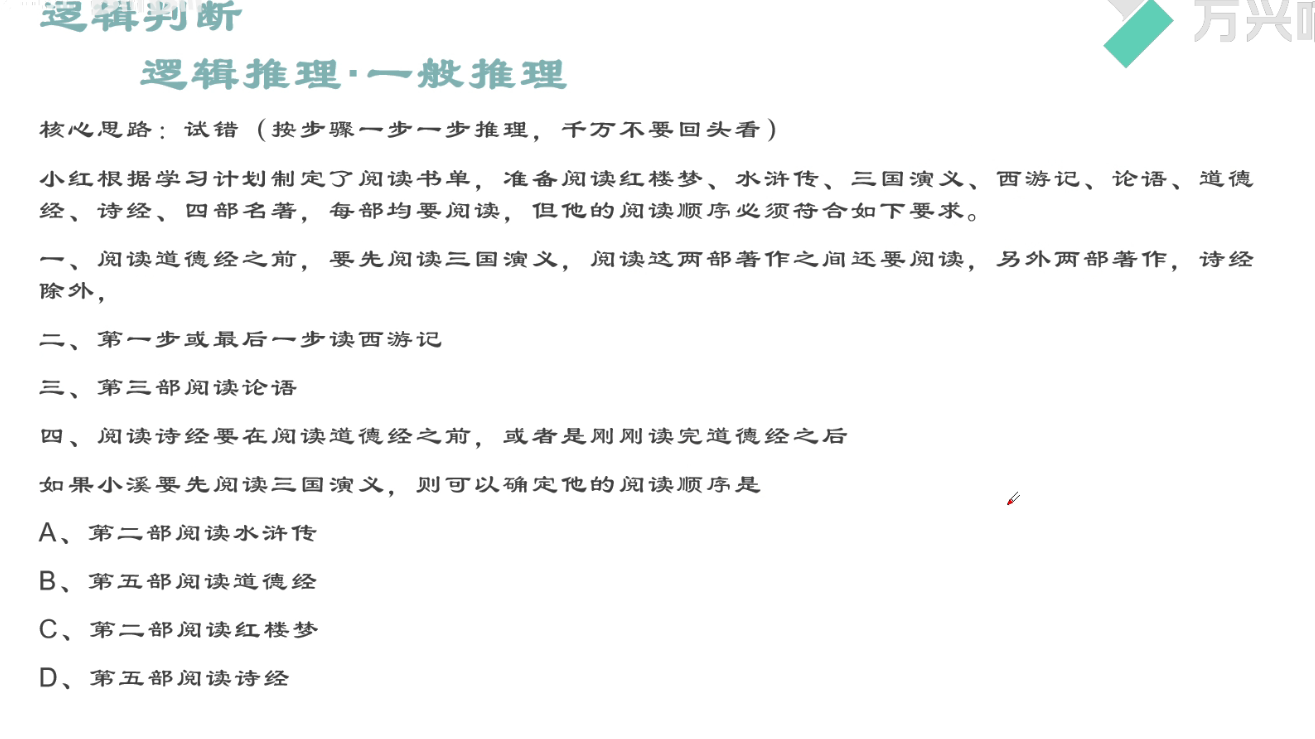 逻辑判断
万兴
逻辑推理·一般推理
核心思路：试错（按步骤一步一步推理，千万不要回头看）
小红根据学习计划制定了阅读书单，准备阅读红楼梦、水浒传、三国演义、西游记、论语、道德
经、诗经、四部名著，每部均要阅读，但他的阅读顺序必须符合如下要求。
一、阅读道德经之前，要先阅读三国演义，阅读这两部著作之间还要阅读，另外两部著作，诗经
除外，
二、第一步或最后一步读西游记
三、第三部阅读论语
四、阅读诗经要在阅读道德经之前，或者是刚刚读完道德经之后
如果小溪要先阅读三国演义，则可以确定他的阅读顺序是
A、第二部阅读水浒传
B、第五部阅读道德经
C、第二部阅读红楼梦
D、第五部阅读诗经